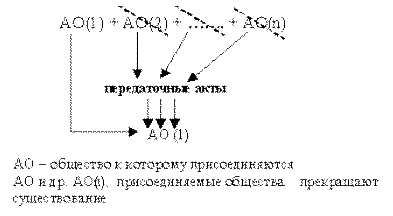 АО(1) + АО(2) + ....... + АО(n)
передаточные акты
АО (1)
АО – общество к которому присоединяются
АО и др. АО(n), присоединяемые общества прекращают
существование